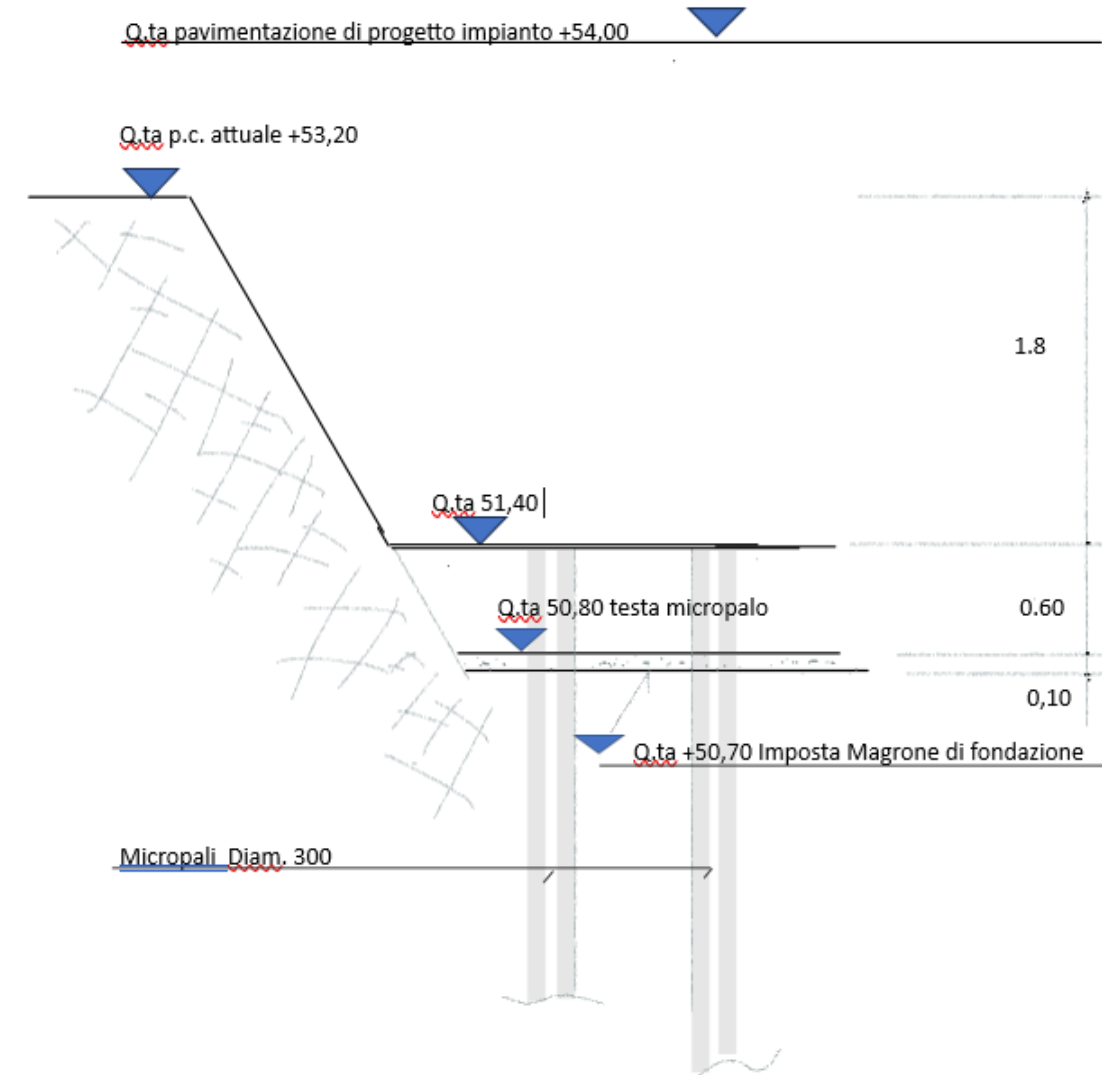 Q.ta pavimentazione di progetto impianto +54,00
Q.ta p.c. attuale +53,20
1.8
Q.ta 51,40
Q.ta 50,80 testa micropalo
0.60
0,10
Q.ta +50,70 Imposta Magrone di fondazione
Micropali Diam. 300